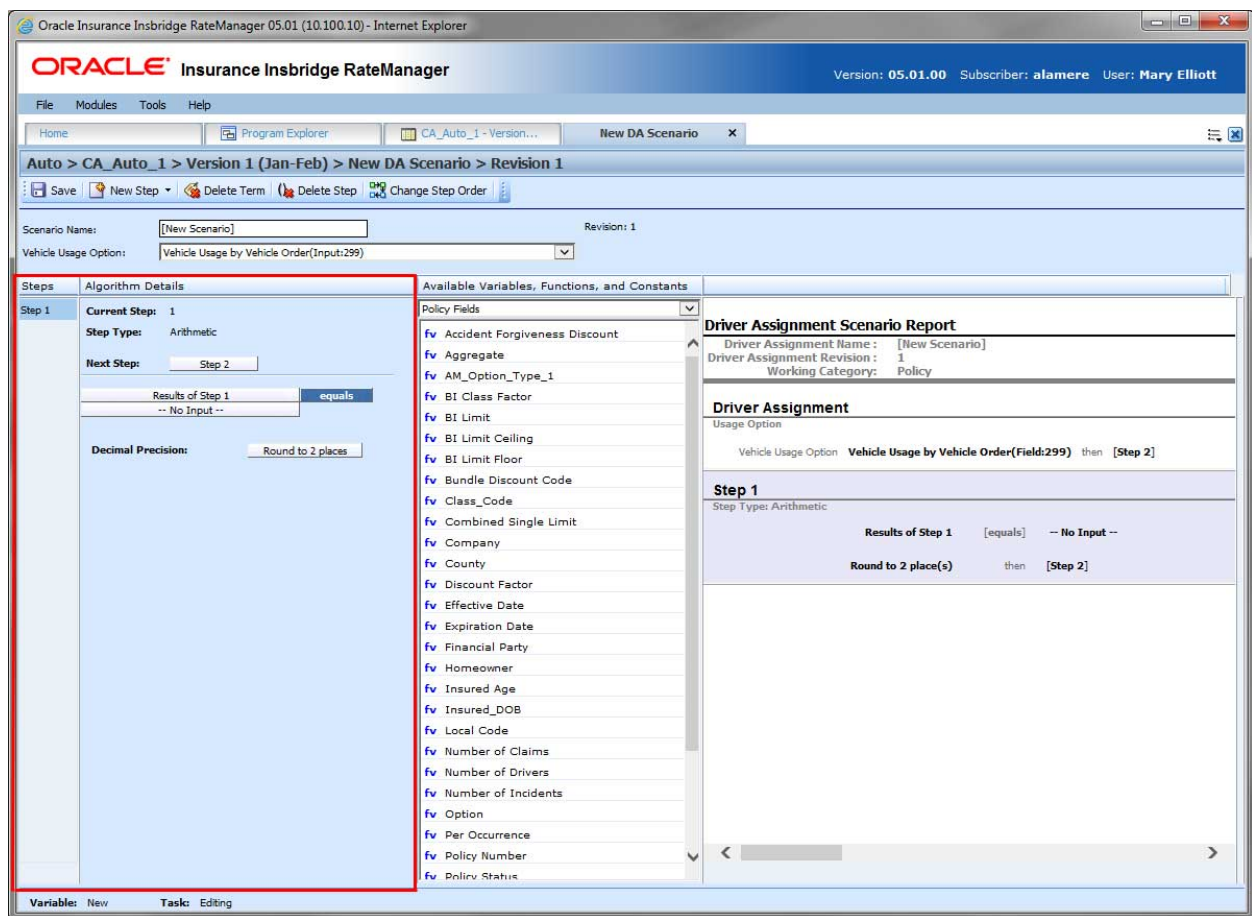 Oracle Insurance Insbridge RateManager 05.01 (10.100.10) - Internet Explorer
ORACLE Insurance Insbridge RateManager
Version: 05.01.00 Subscriber: alamere User: Mary Elliott
File Modules Tools Help
Home Program Explorer CA_Auto_1 - Version... New DA Scenario x
Auto > CA_Auto_1 > Version 1 (Jan-Feb) > New DA Scenario > Revision 1
Save New Step Delete Term Delete Step Change Step Order
Scenario Name: [New Scenario] Revision: 1
Vehicle Usage Option: Vehicle Usage by Vehicle Order(Input:299)
Steps Algorithm Details Available Variables, Functions, and Constants
Step 1
Current Step: 1
Step Type: Arithmetic
Next Step: Step 2
Results of Step 1 equals
-- No Input --
Decimal Precision: Round to 2 places
Policy Fields
fv Accident Forgiveness Discount
fv Aggregate
fv AM_Option_Type_1
fv BI Class Factor
fv BI Limit
fv BI Limit Ceiling
fv BI Limit Floor
fv Bundle Discount Code
fv Class_Code
fv Combined Single Limit
fv Company
fv County
fv Discount Factor
fv Effective Date
fv Expiration Date
fv Financial Party
fv Homeowner
fv Insured Age
fv Insured_DOB
fv Local Code
fv Number of Claims
fv Number of Drivers
fv Number of Incidents
fv Option
fv Per Occurrence
fv Policy Number
fv Policy Status
Driver Assignment Scenario Report
Driver Assignment Name : [New Scenario]
Driver Assignment Revision : 1
Working Category: Policy
Driver Assignment
Usage Option
Vehicle Usage Option Vehicle Usage by Vehicle Order(Field:299) then [Step 2]
Step 1
Step Type: Arithmetic
Results of Step 1 [equals] -- No Input --
Round to 2 place(s) then [Step 2]
Variable: New Task: Editing